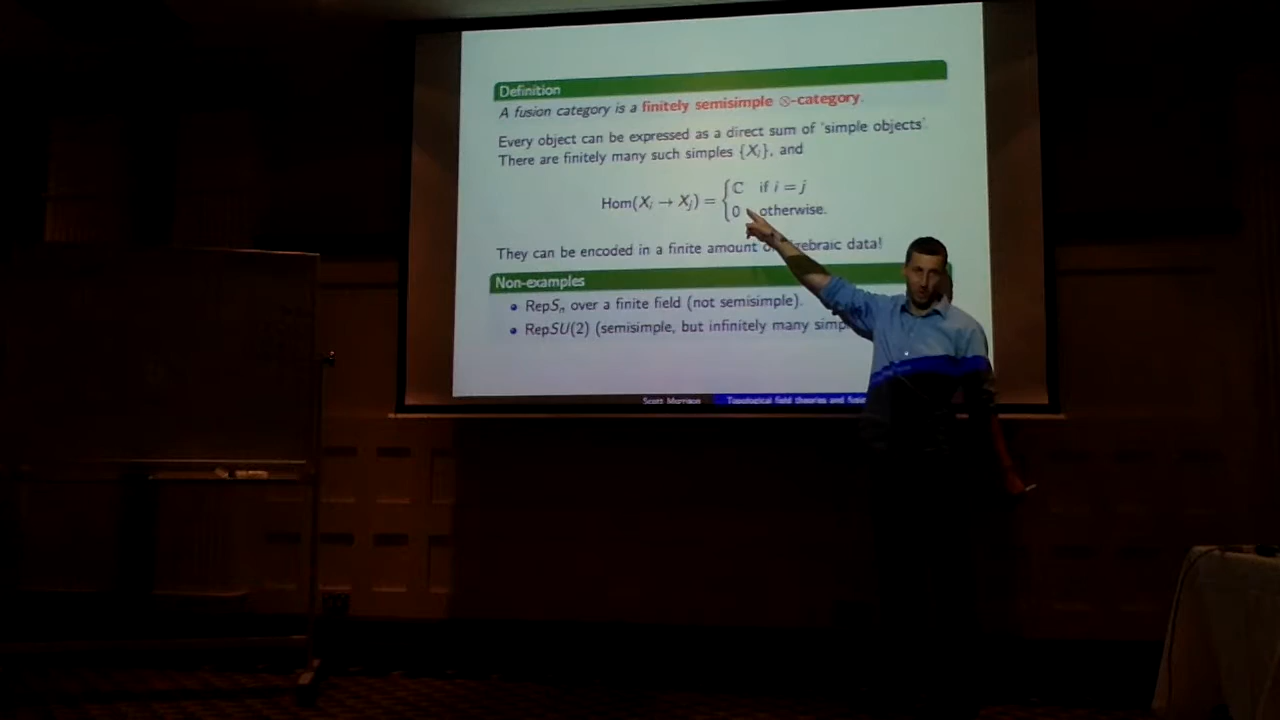 Definition
A fusion category is a finitely semisimple ⊗-category.
Every object can be expressed as a direct sum of 'simple objects'.
There are finitely many such simples {Xᵢ}, and
Hom(Xᵢ → Xⱼ) = { ℂ if i = j
0 otherwise.
They can be encoded in a finite amount data!
Non-examples
• RepSₙ over a finite field (not semisimple).
• RepSU(2) (semisimple, but infinitely many
Scott Morrison Topological field theories and